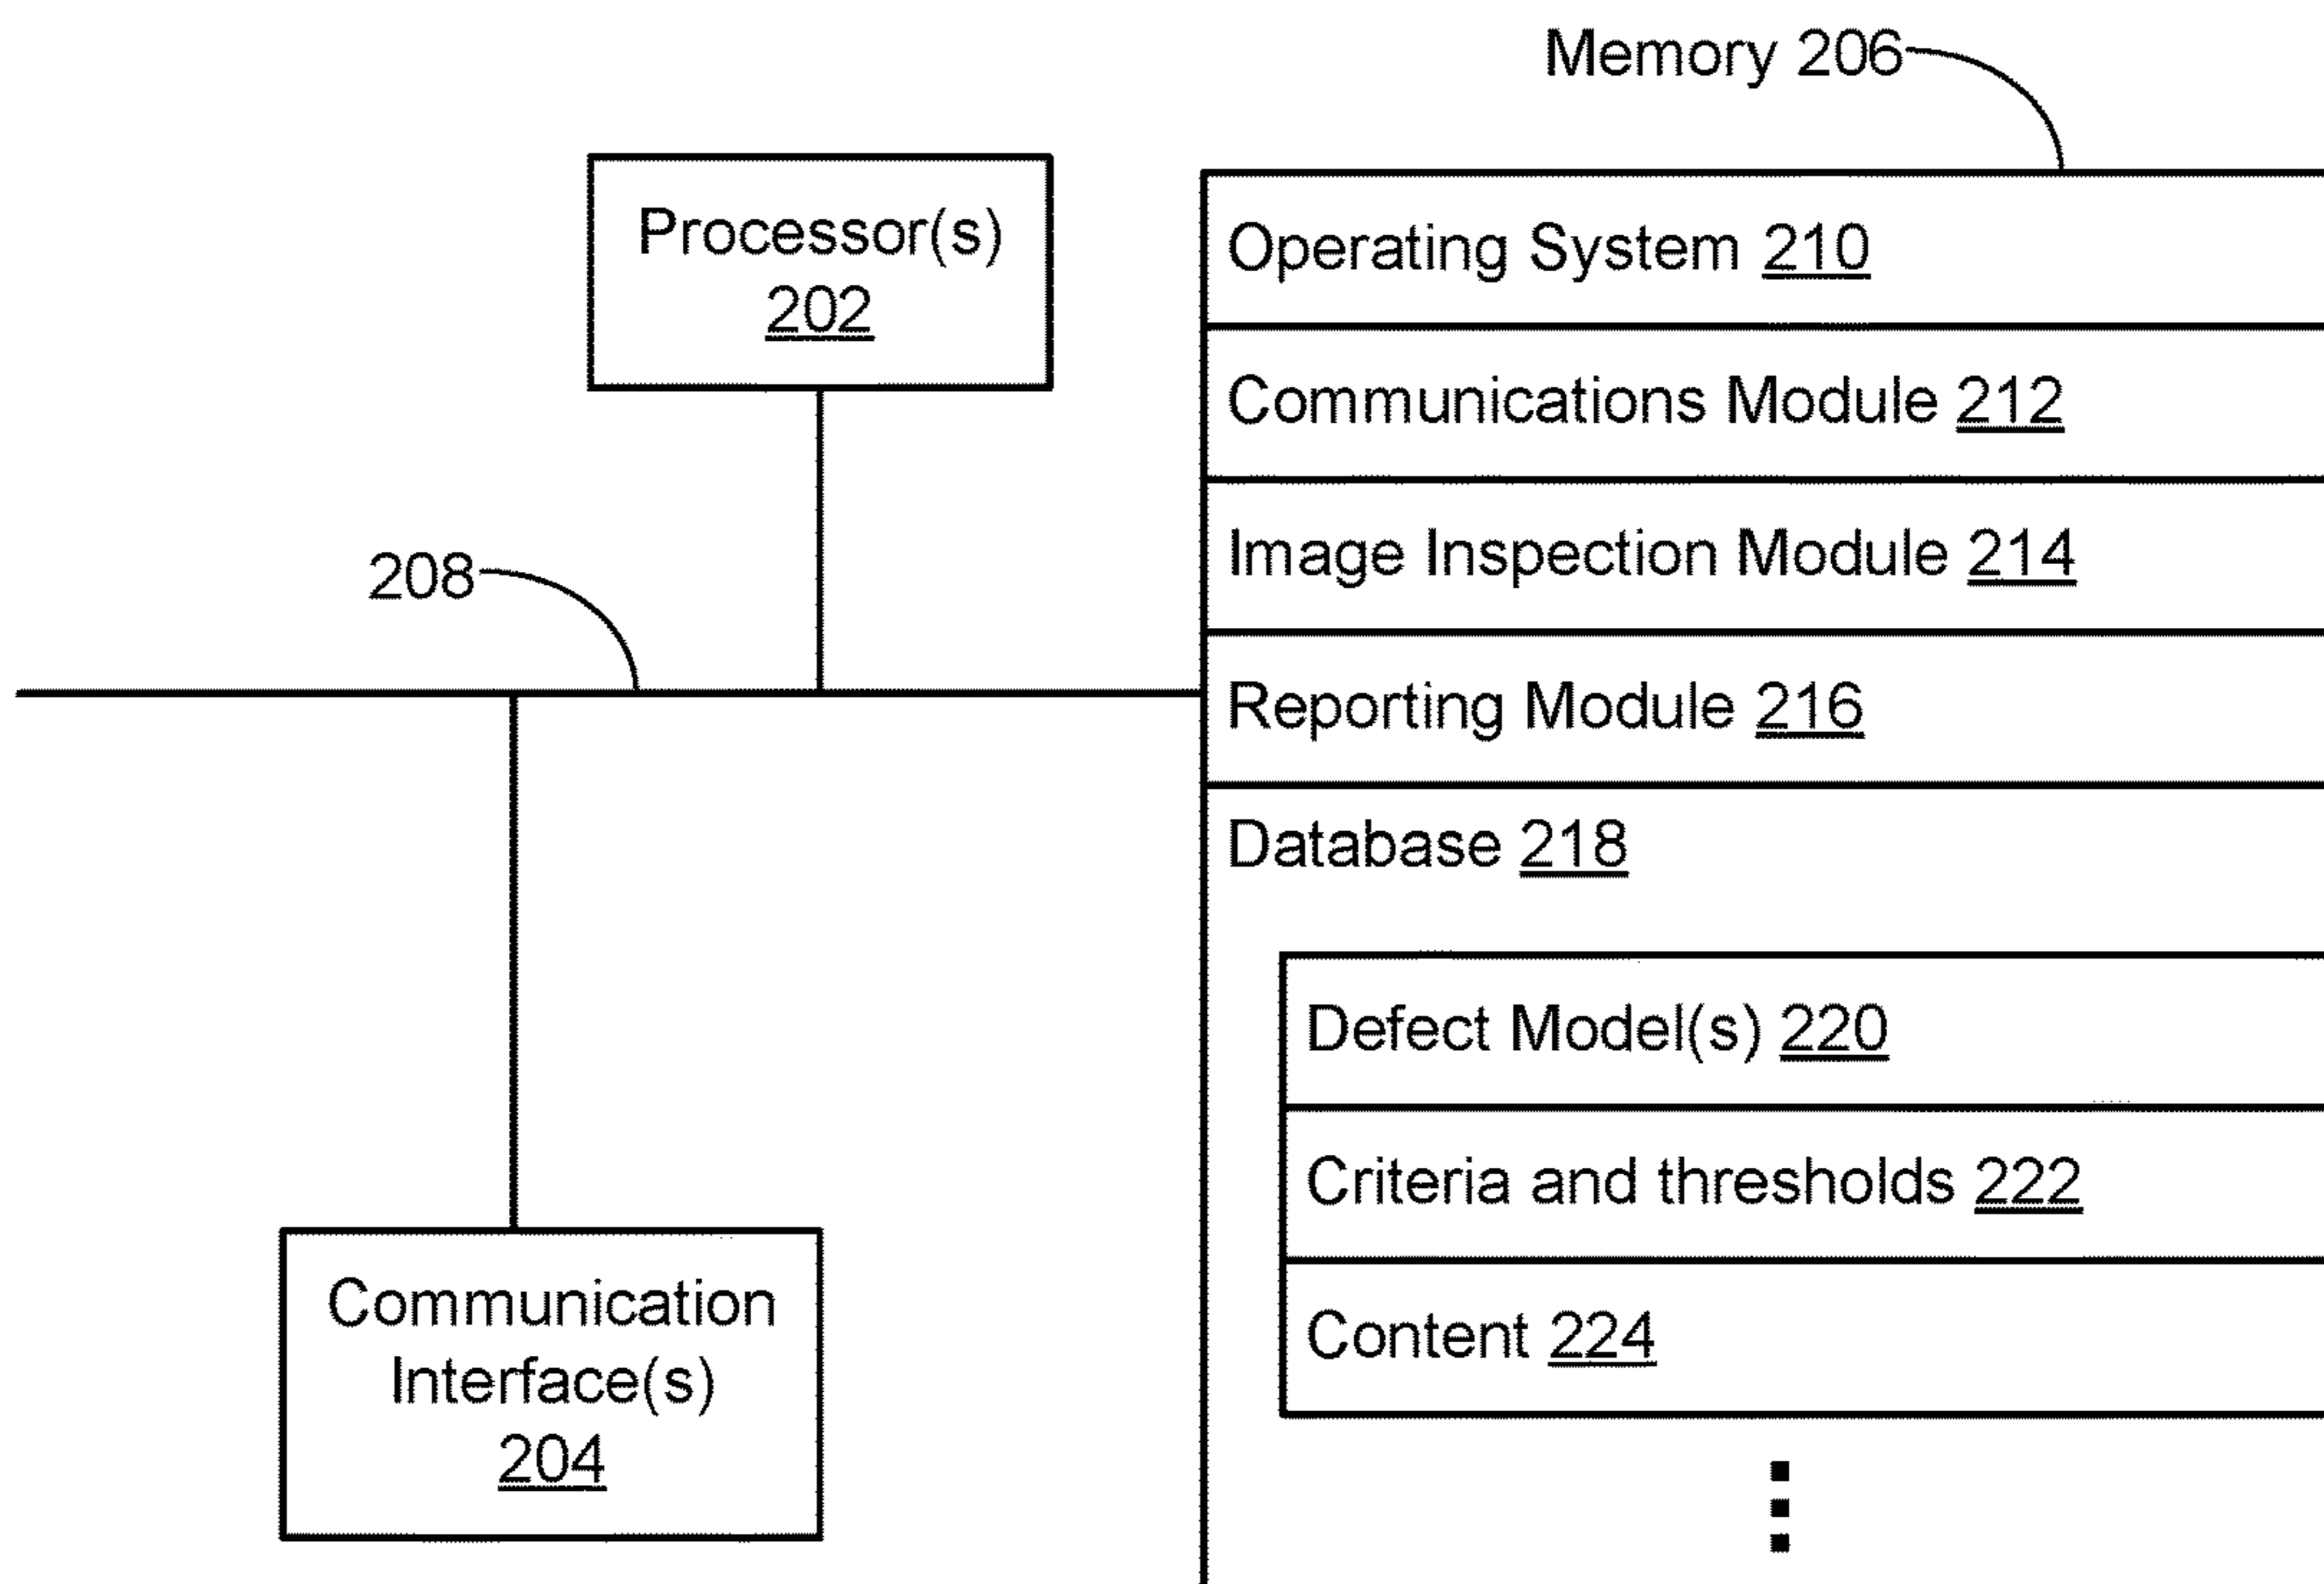 Memory 206
Processor(s)
202
Operating System 210
Communications Module 212
Image Inspection Module 214
208
Reporting Module 216
Database 218
Defect Model(s) 220
Criteria and thresholds 222
Content 224
Communication
Interface(s)
204